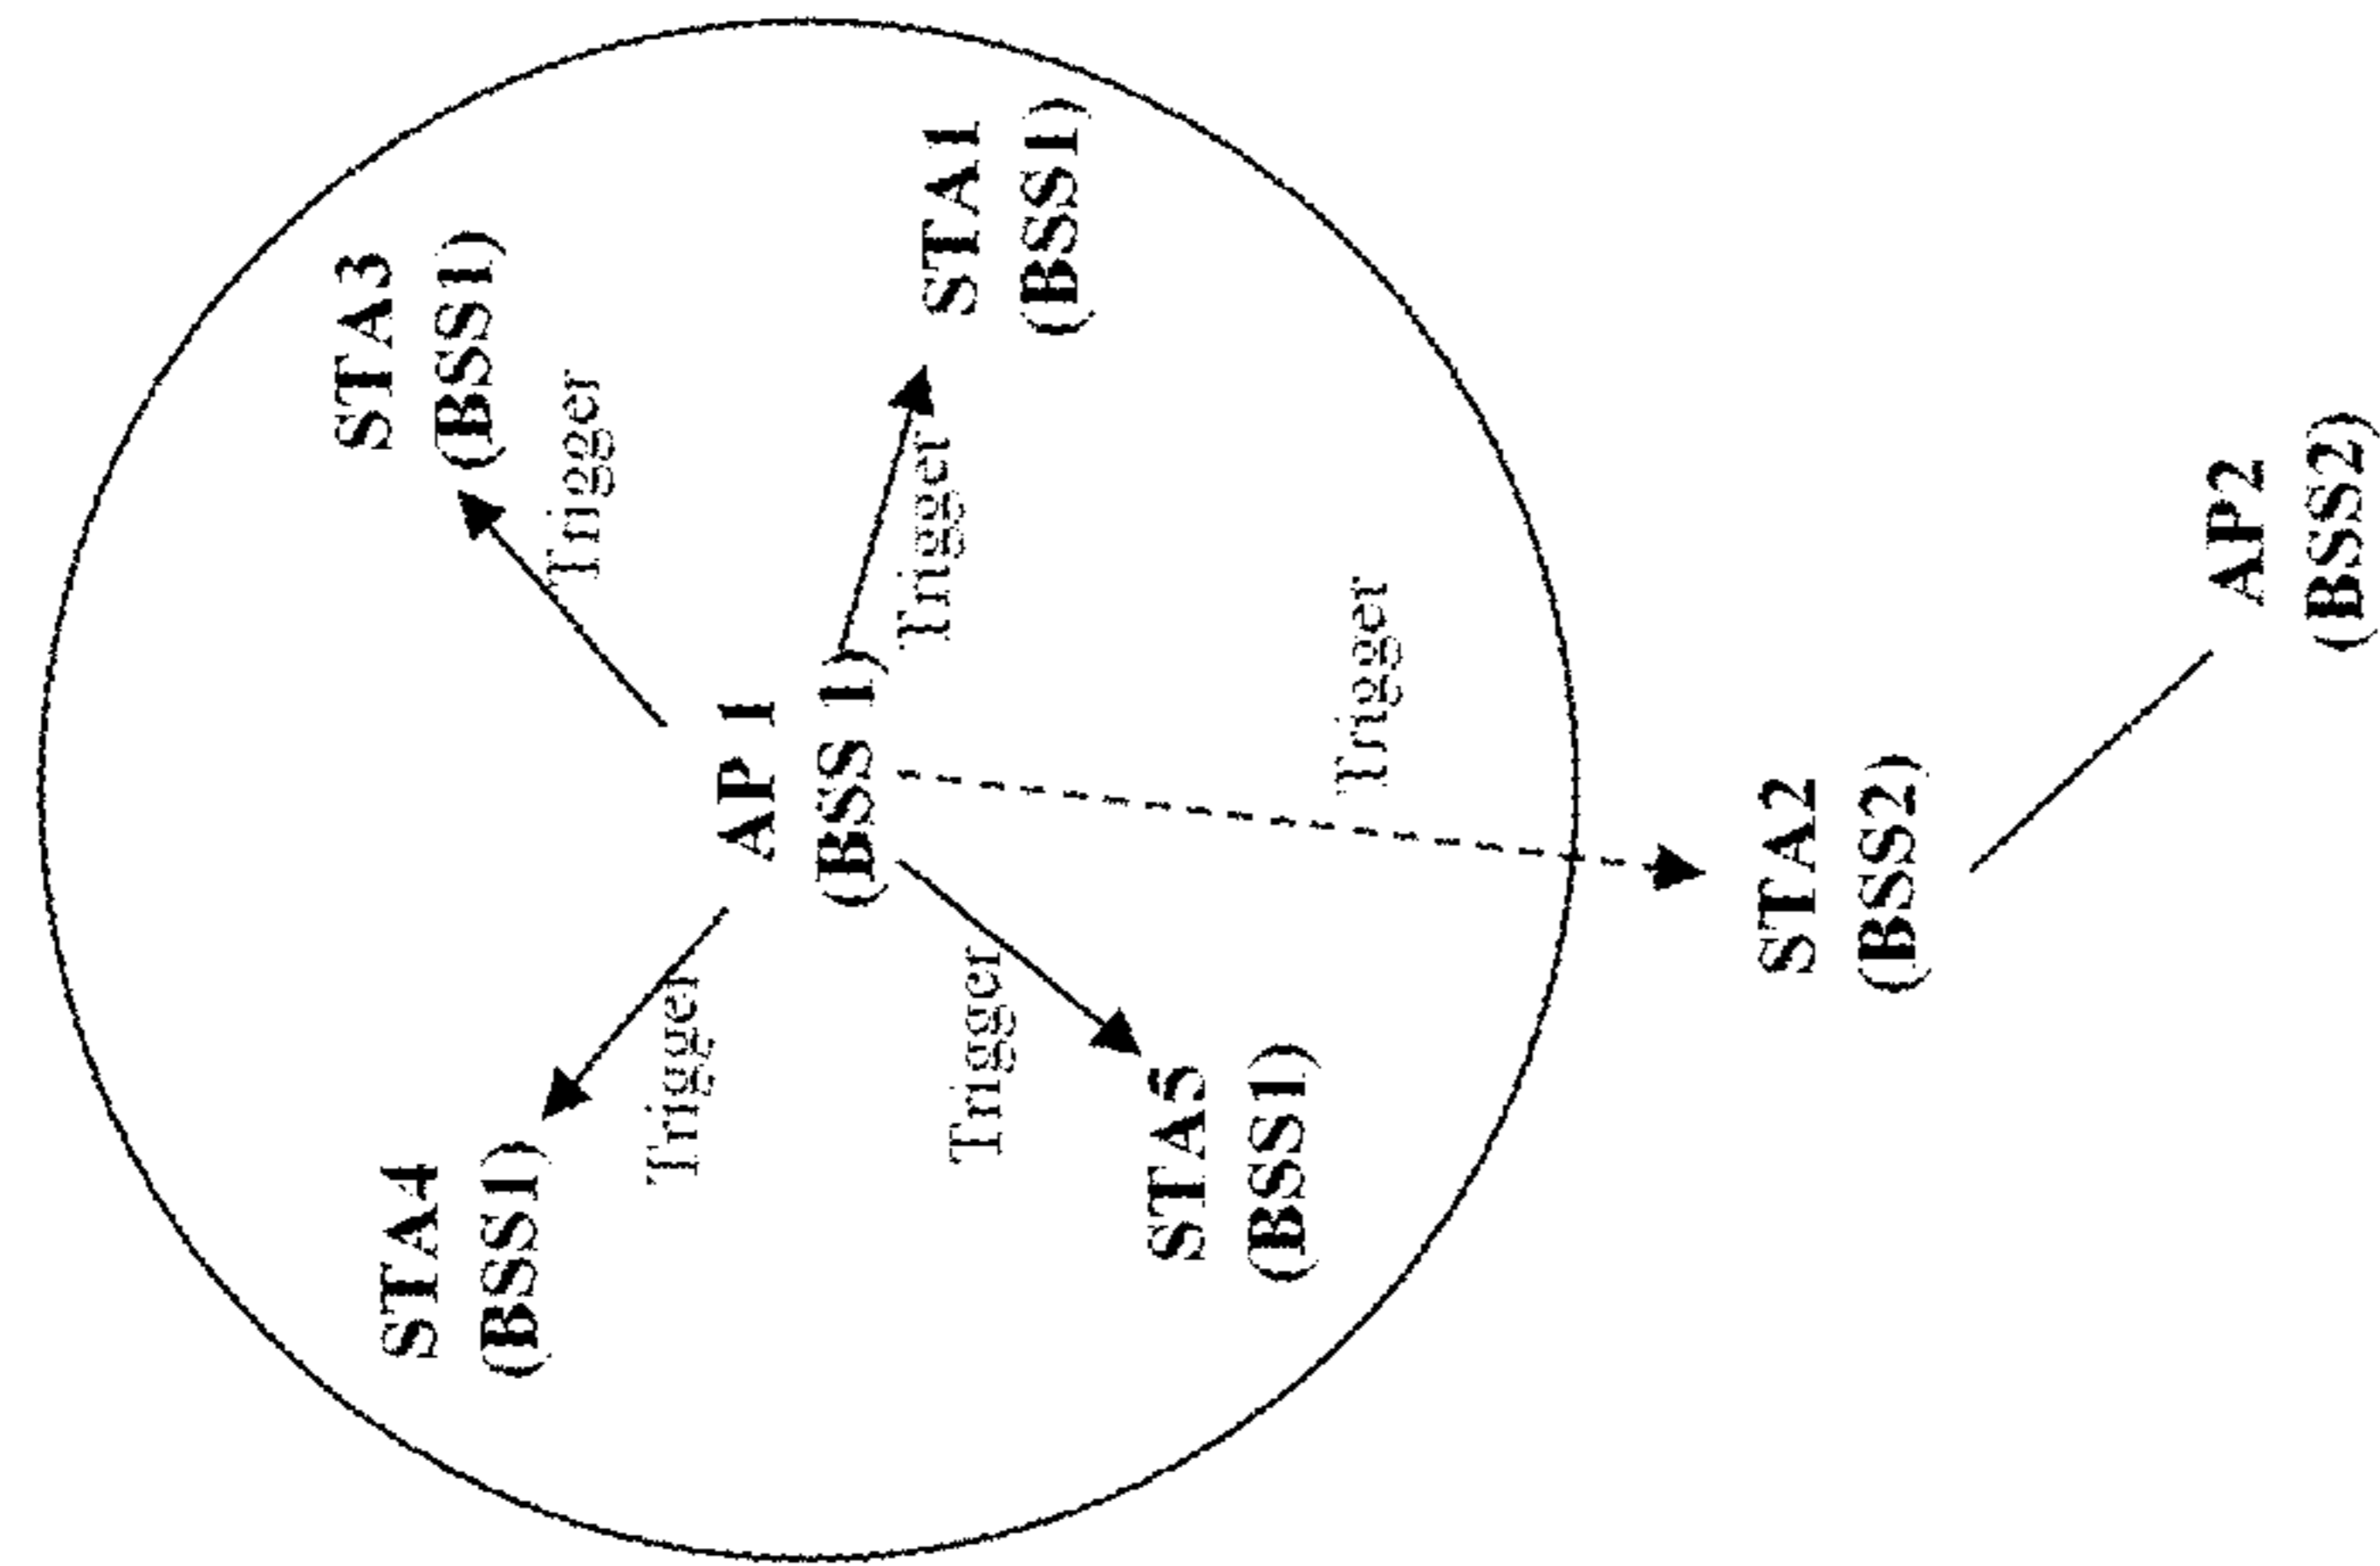 STA3
(BSS1)
STA4
(BSS1)
Trigger
Trigger
AP 1
(BSS 1)
Trigger
STA1
(BSS1)
Trigger
STA5
(BSS1)
Trigger
STA2
(BSS2)
AP2
(BSS2)